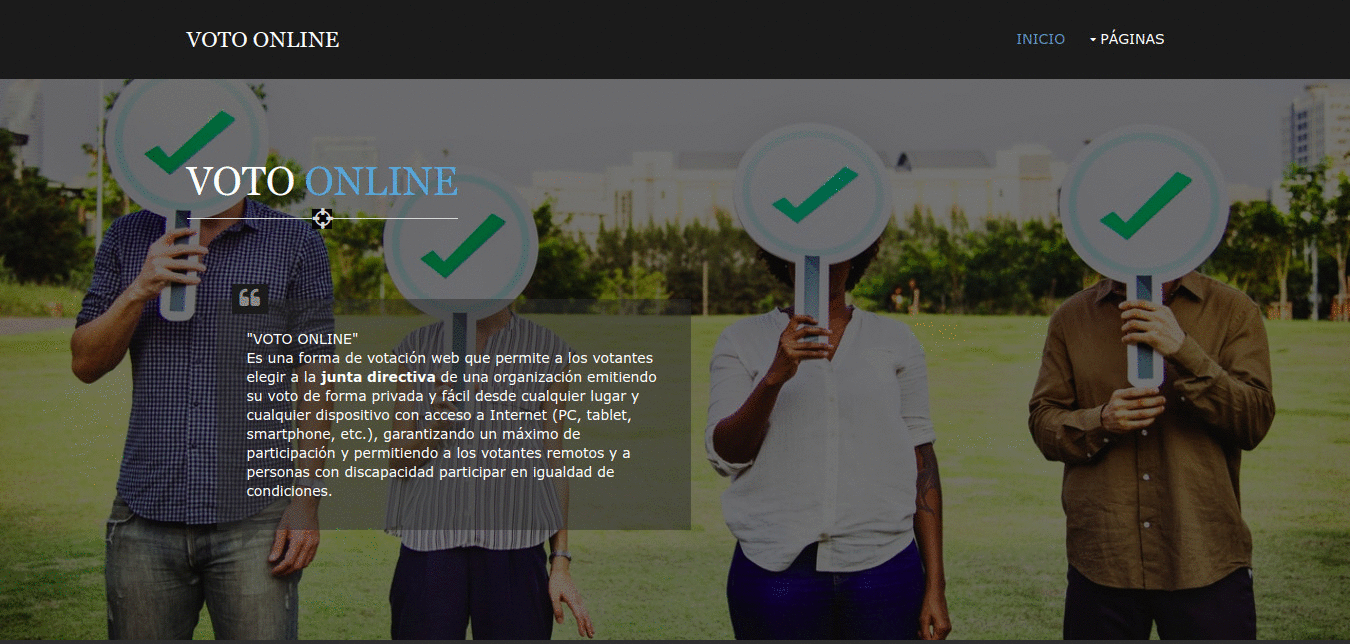 VOTO ONLINE
INICIO
PÁGINAS
VOTO ONLINE
"VOTO ONLINE"
Es una forma de votación web que permite a los votantes
elegir a la junta directiva de una organización emitiendo
su voto de forma privada y fácil desde cualquier lugar y
cualquier dispositivo con acceso a Internet (PC, tablet,
smartphone, etc.), garantizando un máximo de
participación y permitiendo a los votantes remotos y a
personas con discapacidad participar en igualdad de
condiciones.